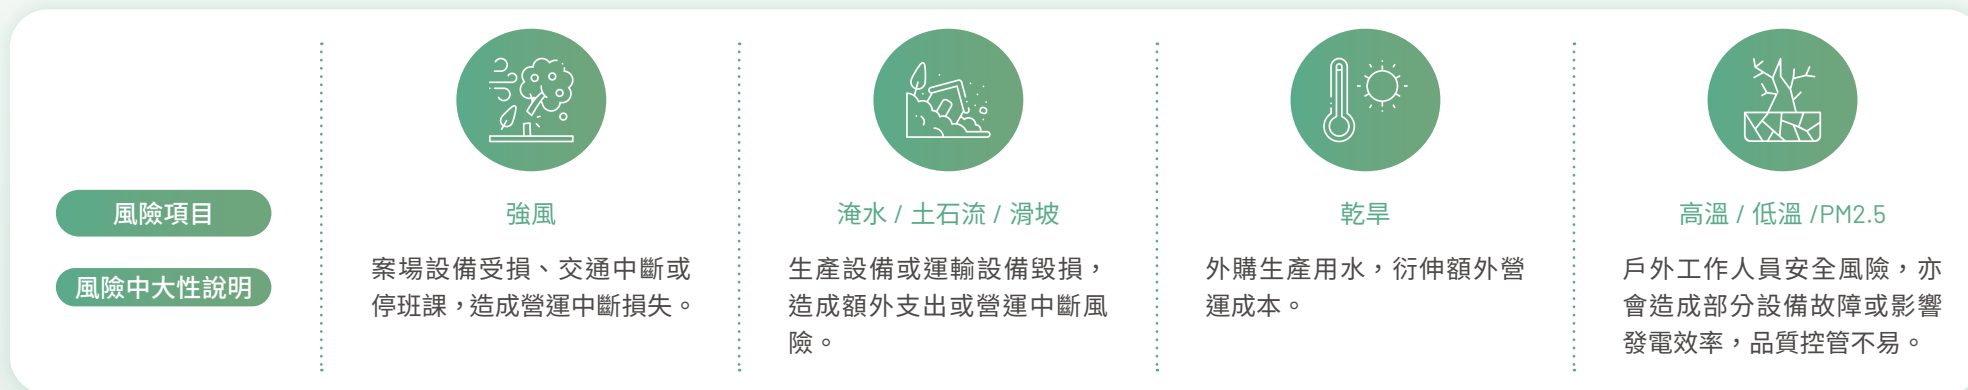 風險項目
風險中大性說明
強風
案場設備受損、交通中斷或
停班課，造成營運中斷損失。
淹水 / 土石流 / 滑坡
生產設備或運輸設備毀損，
造成額外支出或營運中斷風
險。
乾旱
外購生產用水，衍伸額外營
運成本。
高溫 / 低溫 /PM2.5
戶外工作人員安全風險，亦
會造成部分設備故障或影響
發電效率，品質控管不易。